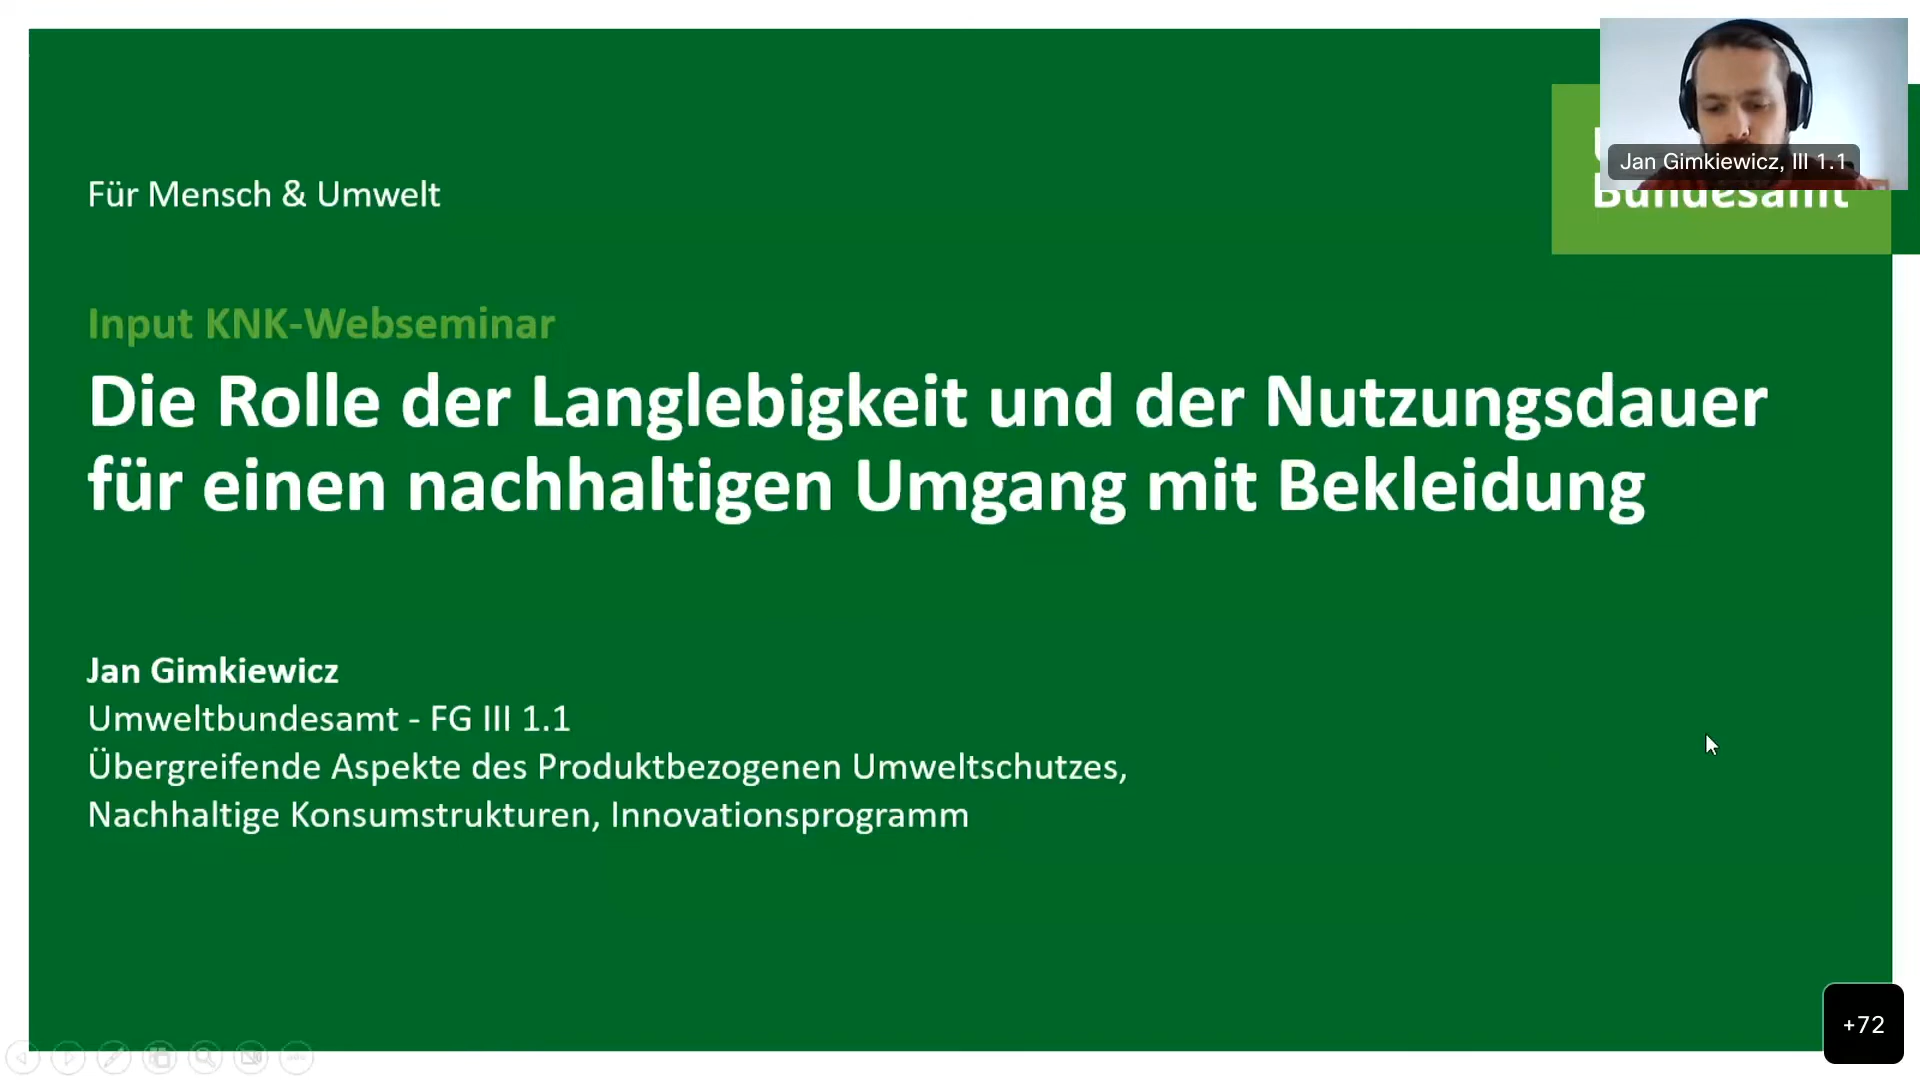 Für Mensch & Umwelt
Jan Gimkiewicz, III 1.1
Bundesamt
Input KNK-Webseminar
Die Rolle der Langlebigkeit und der Nutzungsdauer
für einen nachhaltigen Umgang mit Bekleidung
Jan Gimkiewicz
Umweltbundesamt - FG III 1.1
Übergreifende Aspekte des Produktbezogenen Umweltschutzes,
Nachhaltige Konsumstrukturen, Innovationsprogramm
+72